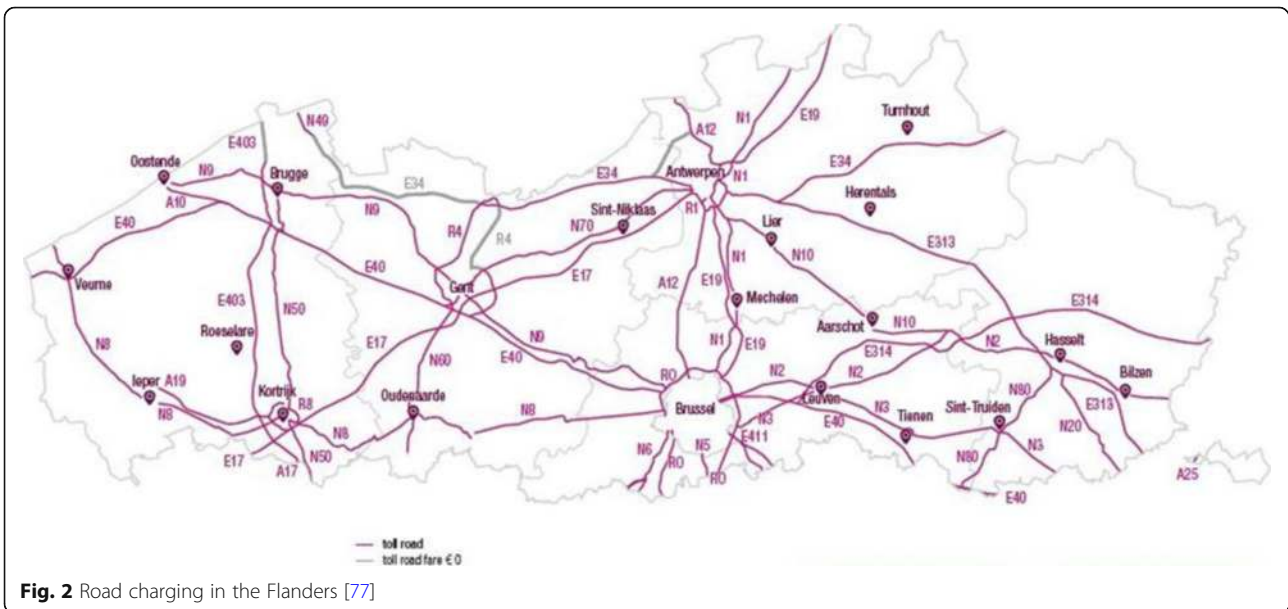 N49
E403
Oostende
N9
Brugge
A10
E40
N9
E34
R4
R4
E34
A12
N1
E19
Turnhout
Antwerpen
N1
E34
Herentals
Sint-Niklaas
N70
R1
Lier
E17
N10
E313
Veurne
E40
Gent
A12
E19
N1
Mechelen
E403
N50
Roeselare
N8
E17
N60
N9
E40
Aarschot
N10
E314
N2
Hasselt
N1
E19
E314
Ieper
A19
N8
Kortrijk
R8
Oudenaarde
RO
Brussel
N2
N2
Leuven
N80
Bilzen
E313
N8
N8
N3
E40
N3
Tienen
Sint-Truiden
N20
E17
A17
N50
N6
RO
N5
RO
E411
N80
N3
E40
A25
toll road
toll road fare € 0
Fig. 2 Road charging in the Flanders [77]